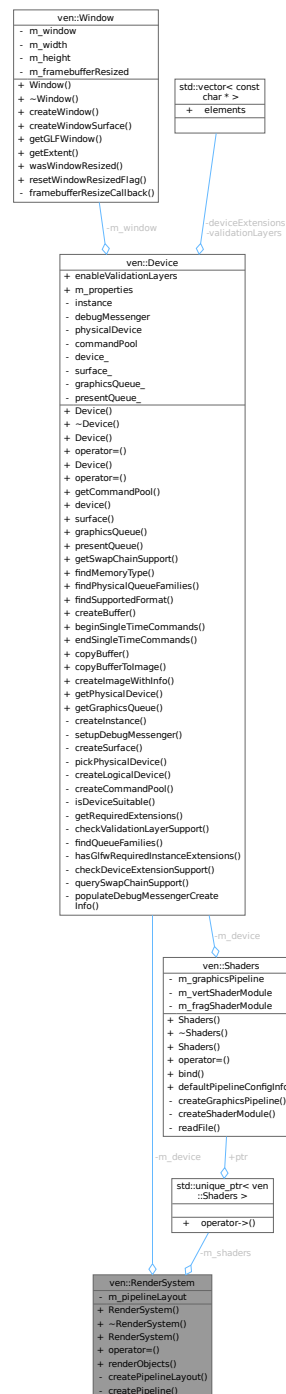 ven::Window
- m_window
- m_width
- m_height
- m_framebufferResized
+ Window()
+ ~Window()
+ createWindow()
+ createWindowSurface()
+ getGLFWindow()
+ getExtent()
+ wasWindowResized()
+ resetWindowResizedFlag()
- framebufferResizeCallback()
std::vector< const
char * >
+ elements
-m_window
-deviceExtensions
-validationLayers
ven::Device
+ enableValidationLayers
+ m_properties
- instance
- debugMessenger
- physicalDevice
- commandPool
- device_
- surface_
- graphicsQueue_
- presentQueue_
+ Device()
+ ~Device()
+ Device()
+ operator=()
+ Device()
+ operator=()
+ getCommandPool()
+ device()
+ surface()
+ graphicsQueue()
+ presentQueue()
+ getSwapChainSupport()
+ findMemoryType()
+ findPhysicalQueueFamilies()
+ findSupportedFormat()
+ createBuffer()
+ beginSingleTimeCommands()
+ endSingleTimeCommands()
+ copyBuffer()
+ copyBufferToImage()
+ createImageWithInfo()
+ getPhysicalDevice()
+ getGraphicsQueue()
- createInstance()
- setupDebugMessenger()
- createSurface()
- pickPhysicalDevice()
- createLogicalDevice()
- createCommandPool()
- isDeviceSuitable()
- getRequiredExtensions()
- checkValidationLayerSupport()
- findQueueFamilies()
- hasGlfwRequiredInstanceExtensions()
- checkDeviceExtensionSupport()
- querySwapChainSupport()
- populateDebugMessengerCreate
Info()
-m_device
ven::Shaders
- m_graphicsPipeline
- m_vertShaderModule
- m_fragShaderModule
+ Shaders()
+ ~Shaders()
+ Shaders()
+ operator=()
+ bind()
+ defaultPipelineConfigInfo
- createGraphicsPipeline()
- createShaderModule()
- readFile()
-m_device
+ptr
std::unique_ptr< ven
::Shaders >
+ operator->()
-m_shaders
ven::RenderSystem
- m_pipelineLayout
+ RenderSystem()
+ ~RenderSystem()
+ RenderSystem()
+ operator=()
+ renderObjects()
- createPipelineLayout()
- createPipeline()